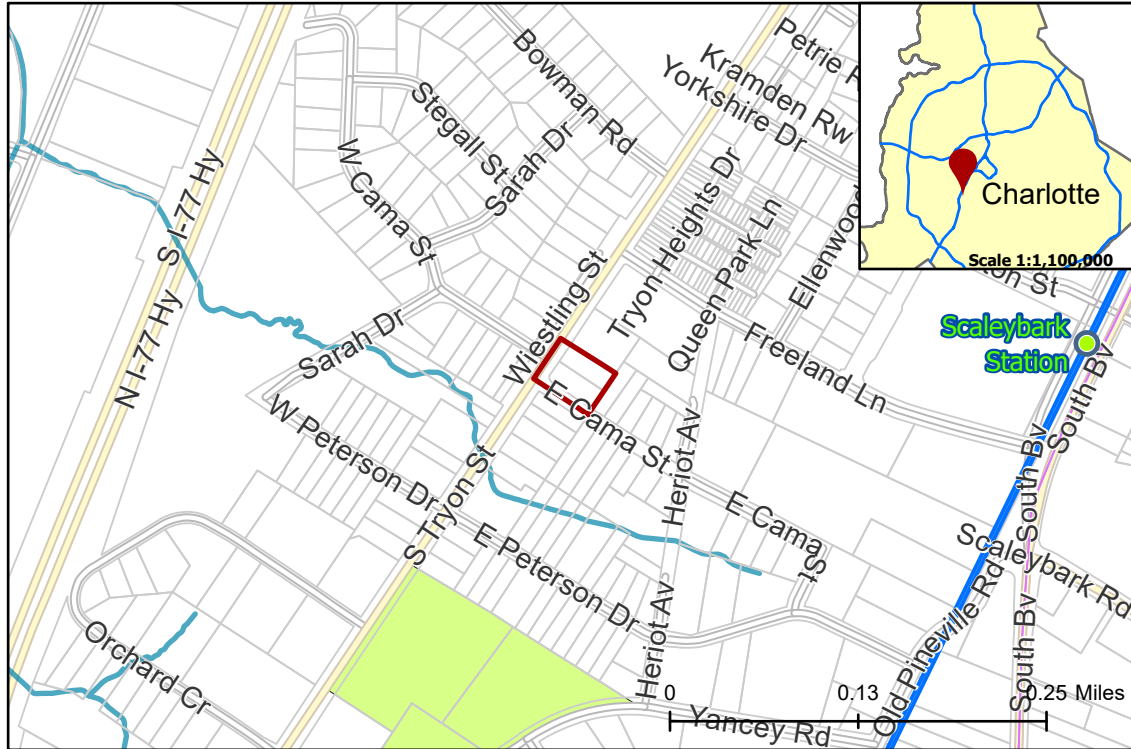 Petrie R
Kramden Rw
Yorkshire Dr
Bowman Rd
Stegall St
Sarah Dr
W Cama St
S I-77 Hy
N I-77 Hy
Charlotte
Scale 1:1,100,000
Tryon Heights Dr
Queen Park Ln
Ellenwood
ton St
Wiestling St
Sarah Dr
Freeland Ln
Scaleybark
Station
South Bv
E Cama St
W Peterson Dr
S Tryon St
Heriot Av
South Bv
E Cama St
E Peterson Dr
Scaleybark Rd
Heriot Av
Old Pineville Rd
South Bv
Orchard Cr
Yancey Rd
0 0.13 0.25 Miles